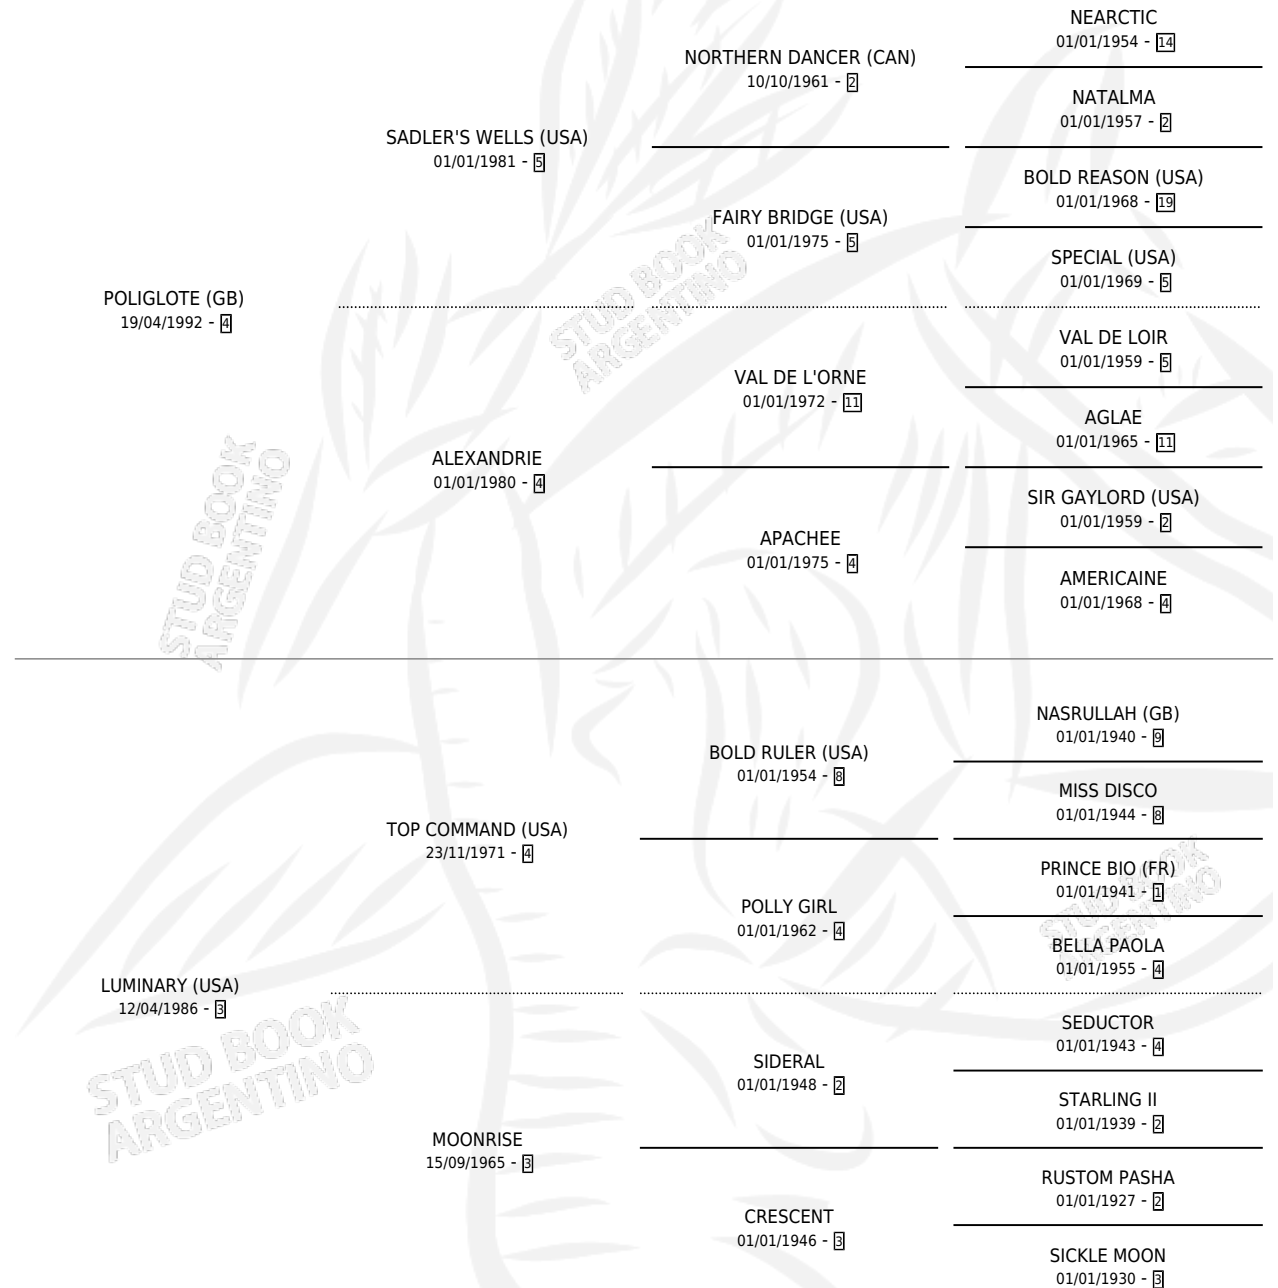 NEARCTIC
01/01/1954 - 14
NORTHERN DANCER (CAN)
10/10/1961 - 2
NATALMA
01/01/1957 - 2
SADLER'S WELLS (USA)
01/01/1981 - 5
BOLD REASON (USA)
01/01/1968 - 19
FAIRY BRIDGE (USA)
01/01/1975 - 5
SPECIAL (USA)
01/01/1969 - 5
STUD BOOK
ARGENTINO
POLIGLOTE (GB)
19/04/1992 - 4
VAL DE LOIR
01/01/1959 - 5
VAL DE L'ORNE
01/01/1972 - 11
AGLAE
01/01/1965 - 11
ALEXANDRIE
01/01/1980 - 4
SIR GAYLORD (USA)
01/01/1959 - 2
APACHEE
01/01/1975 - 4
AMERICAINE
01/01/1968 - 4
STUD BOOK
ARGENTINO
NASRULLAH (GB)
01/01/1940 - 9
BOLD RULER (USA)
01/01/1954 - 8
MISS DISCO
01/01/1944 - 8
TOP COMMAND (USA)
23/11/1971 - 4
PRINCE BIO (FR)
01/01/1941 - 1
POLLY GIRL
01/01/1962 - 4
BELLA PAOLA
01/01/1955 - 4
STUD BOOK
ARGENTINO
LUMINARY (USA)
12/04/1986 - 3
SEDUCTOR
01/01/1943 - 4
SIDERAL
01/01/1948 - 2
STARLING II
01/01/1939 - 2
STUD BOOK
ARGENTINO
MOONRISE
15/09/1965 - 3
RUSTOM PASHA
01/01/1927 - 2
CRESCENT
01/01/1946 - 3
SICKLE MOON
01/01/1930 - 3